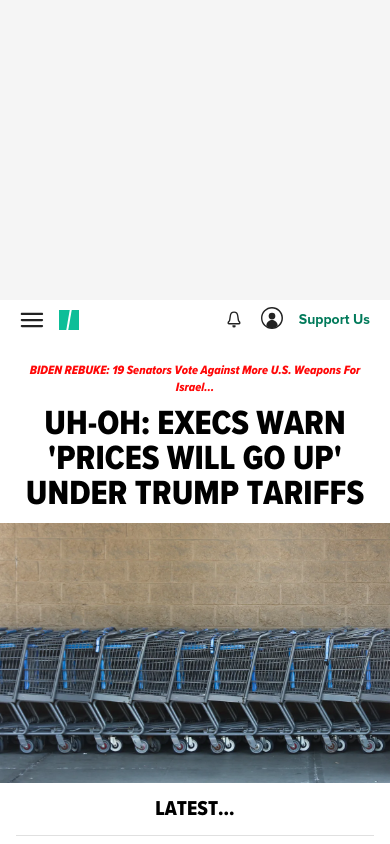 Support Us
BIDEN REBUKE: 19 Senators Vote Against More U.S. Weapons For
Israel...
UH-OH: EXECS WARN
'PRICES WILL GO UP'
UNDER TRUMP TARIFFS
LATEST...